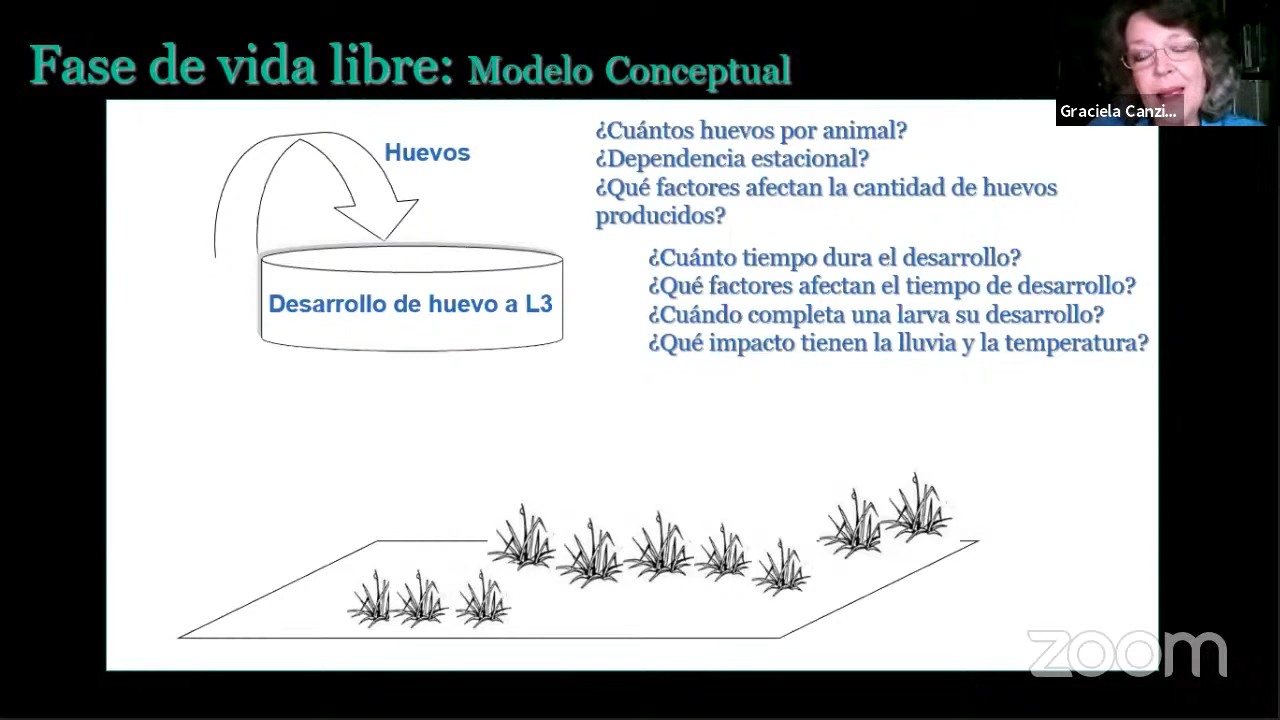 Fase de vida libre: Modelo Conceptual
Graciela Canzi...
Huevos
¿Cuántos huevos por animal?
¿Dependencia estacional?
¿Qué factores afectan la cantidad de huevos
producidos?
¿Cuánto tiempo dura el desarrollo?
¿Qué factores afectan el tiempo de desarrollo?
¿Cuándo completa una larva su desarrollo?
¿Qué impacto tienen la lluvia y la temperatura?
Desarrollo de huevo a L3
zoom